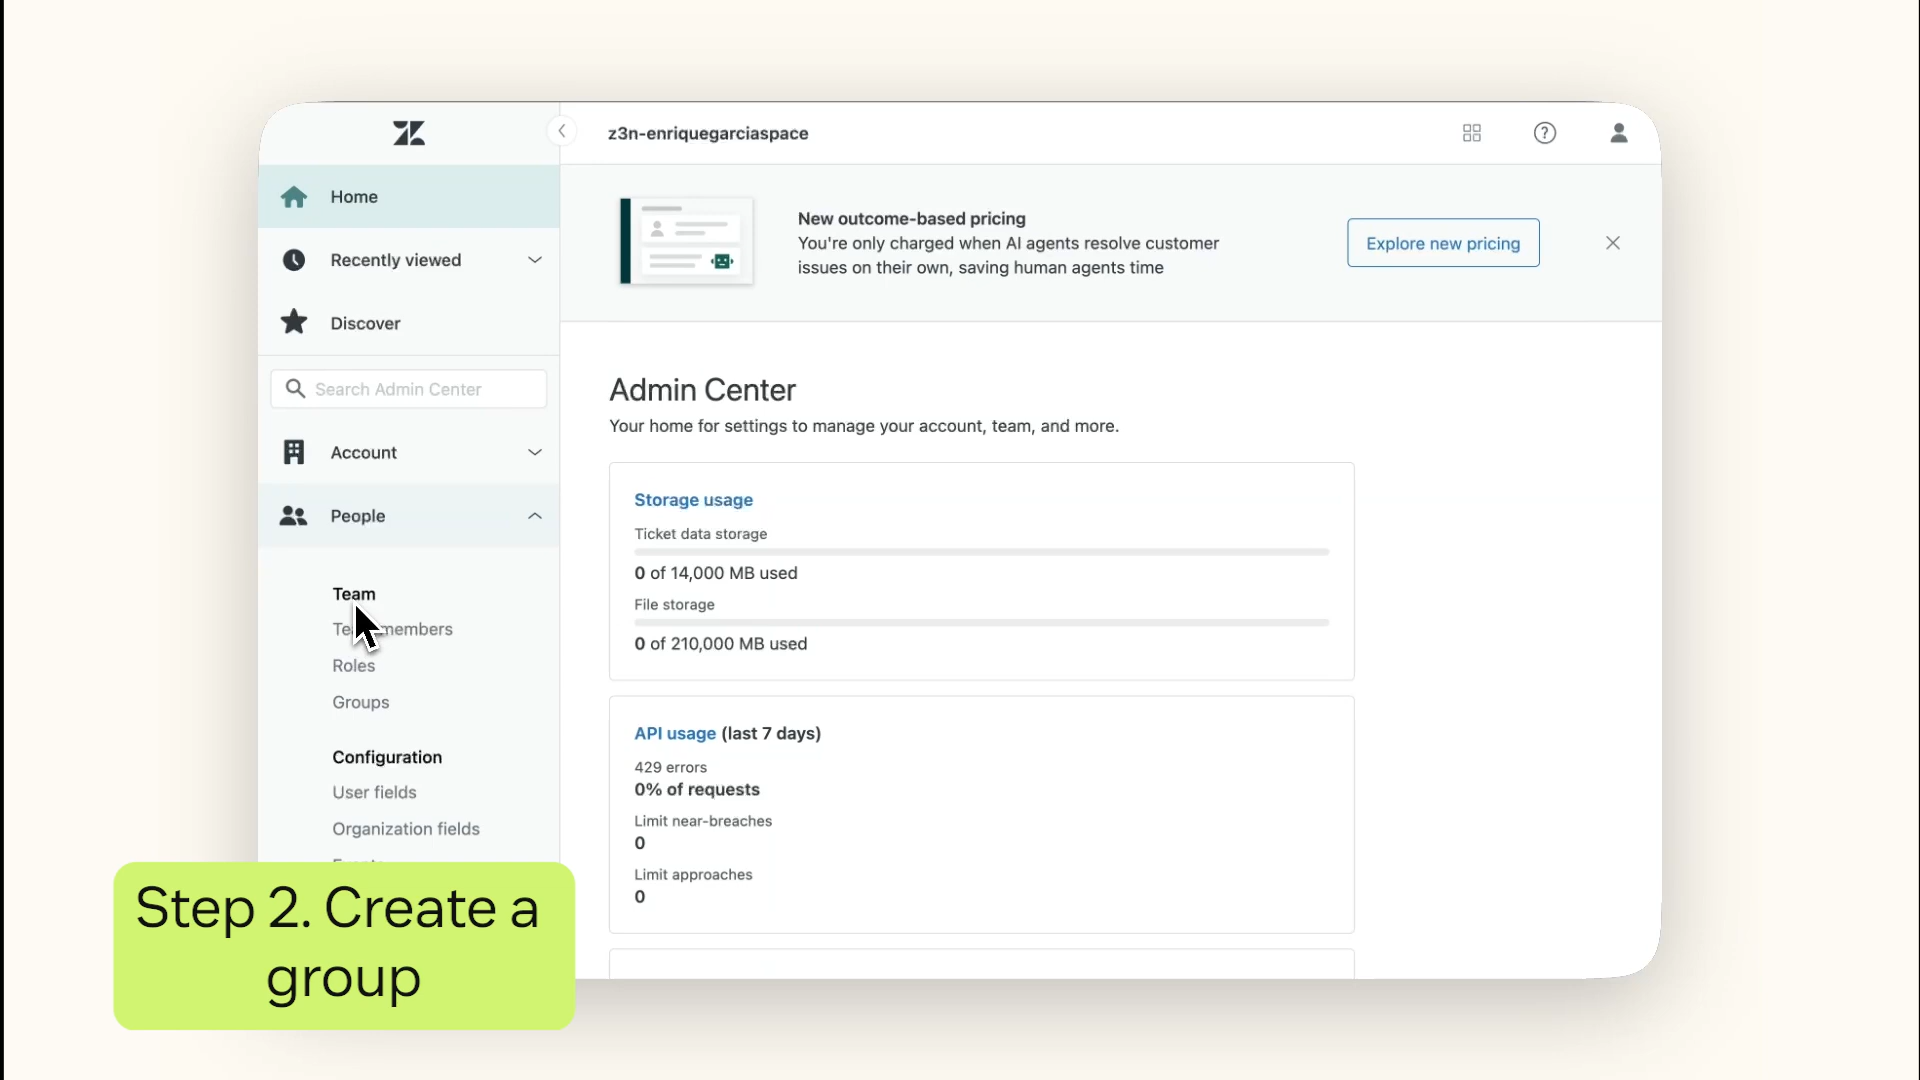 z3n-enriquegarciaspace
Home
Recently viewed
Discover
Search Admin Center
Account
People
Team
Team members
Roles
Groups
Configuration
User fields
Organization fields
New outcome-based pricing
You're only charged when AI agents resolve customer
issues on their own, saving human agents time
Explore new pricing
Admin Center
Your home for settings to manage your account, team, and more.
Storage usage
Ticket data storage
0 of 14,000 MB used
File storage
0 of 210,000 MB used
API usage (last 7 days)
429 errors
0% of requests
Limit near-breaches
0
Limit approaches
0
Step 2. Create a
group